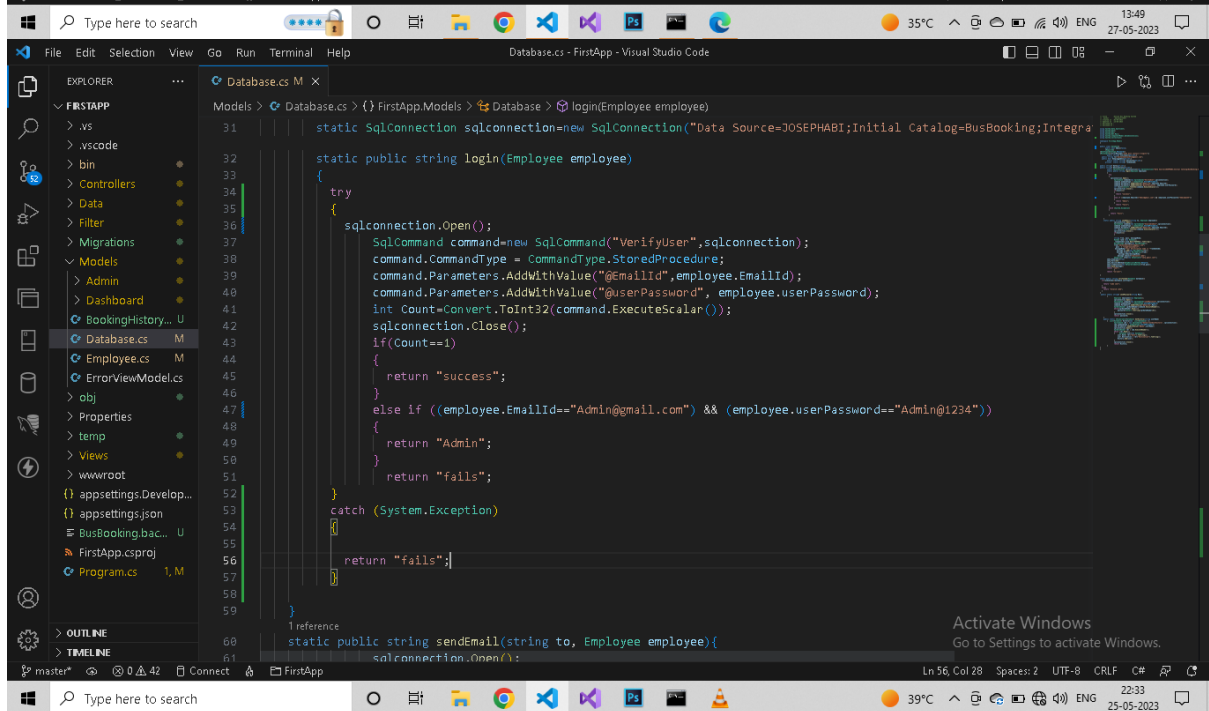 Type here to search
****
35°C
ENG
13:49
27-05-2023
File Edit Selection View Go Run Terminal Help
Database.cs - FirstApp - Visual Studio Code
EXPLORER ...
Database.cs M
FIRSTAPP
.vs
.vscode
bin
Controllers
Data
Filter
Migrations
Models
Admin
Dashboard
BookingHistory... U
Database.cs M
Employee.cs M
ErrorViewModel.cs
obj
Properties
temp
Views
wwwroot
{} appsettings.Develop...
{} appsettings.json
BusBooking.bac... U
FirstApp.csproj
Program.cs 1, M
OUTLINE
TIMELINE
52
Models > Database.cs > {} FirstApp.Models > Database > login(Employee employee)
31 static SqlConnection sqlconnection=new SqlConnection("Data Source=JOSEPHABI;Initial Catalog=BusBooking;Integra
32 static public string login(Employee employee)
33 {
34 try
35 {
36 sqlconnection.Open();
37 SqlCommand command=new SqlCommand("VerifyUser",sqlconnection);
38 command.CommandType = CommandType.StoredProcedure;
39 command.Parameters.AddWithValue("@EmailId",employee.EmailId);
40 command.Parameters.AddWithValue("@userPassword", employee.userPassword);
41 int Count=Convert.ToInt32(command.ExecuteScalar());
42 sqlconnection.Close();
43 if(Count==1)
44 {
45 return "success";
46 }
47 else if ((employee.EmailId=="Admin@gmail.com") && (employee.userPassword=="Admin@1234"))
48 {
49 return "Admin";
50 }
51 return "fails";
52 }
53 catch (System.Exception)
54 {
55
56 return "fails";
57 }
58
59 }
1 reference
60 static public string sendEmail(string to, Employee employee){
61 sqlconnection.Open();
Activate Windows
Go to Settings to activate Windows.
master* 0 42 Connect FirstApp
Ln 56, Col 28 Spaces: 2 UTF-8 CRLF C#
Type here to search
39°C
ENG
22:33
25-05-2023